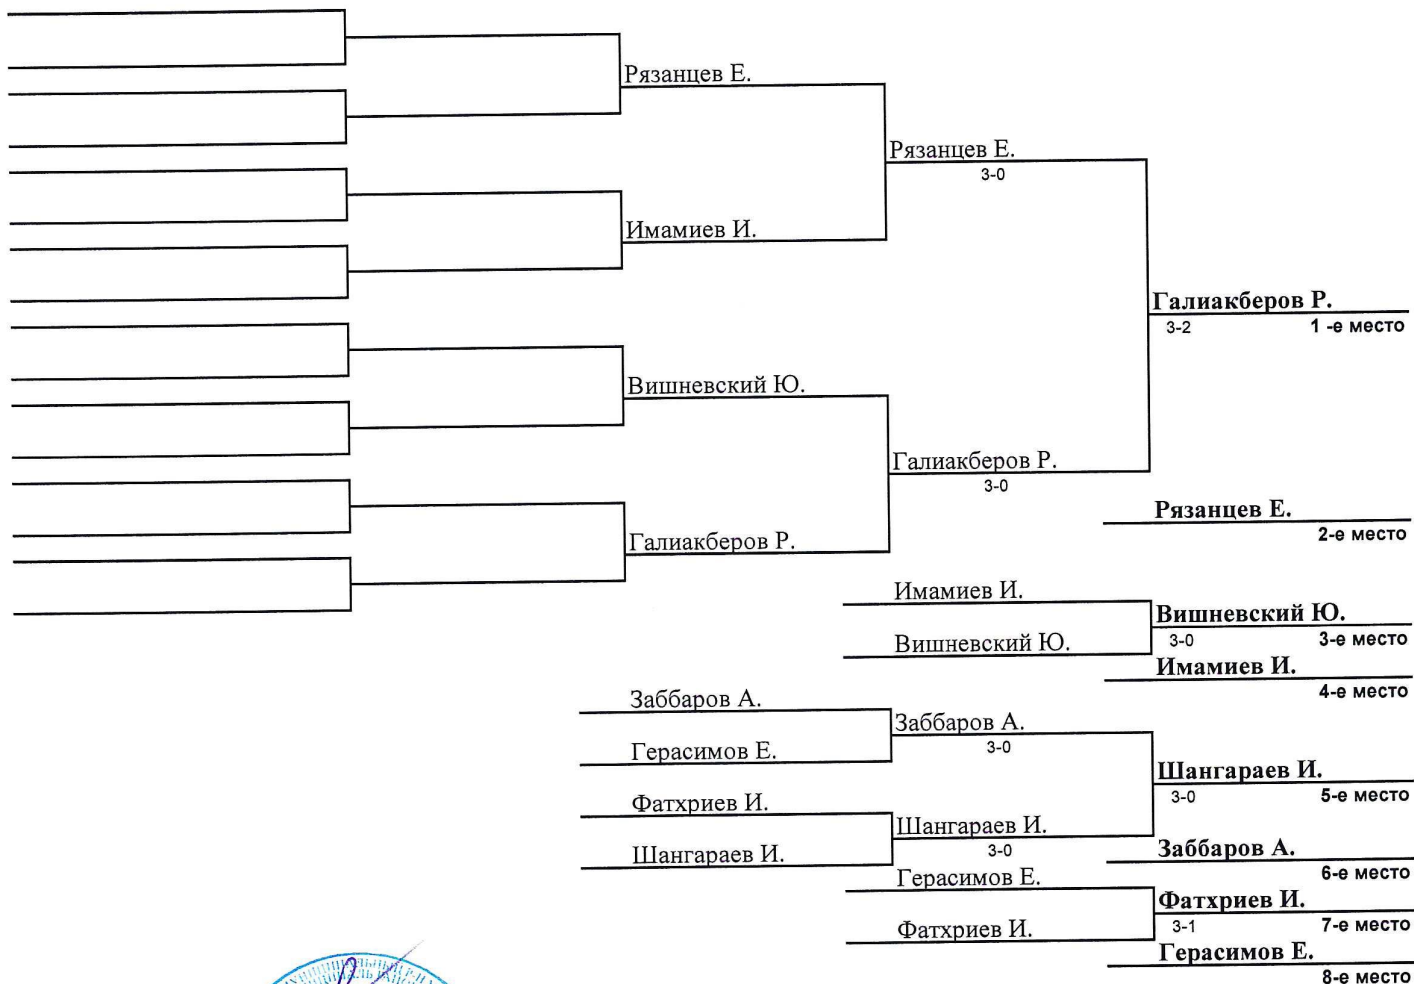 Рязанцев Е.
Рязанцев Е.
3-0
Имамиев И.
Галиакберов Р.
3-2 1 -е место
Вишневский Ю.
Галиакберов Р.
3-0
Рязанцев Е.
2-е место
Галиакберов Р.
Имамиев И.
Вишневский Ю.
3-0 3-е место
Вишневский Ю.
Имамиев И.
4-е место
Заббаров А.
Заббаров А.
3-0
Герасимов Е.
Шангараев И.
3-0 5-е место
Фатхриев И.
Шангараев И.
3-0
Шангараев И.
Заббаров А.
6-е место
Герасимов Е.
Фатхриев И.
3-1 7-е место
Фатхриев И.
Герасимов Е.
8-е место